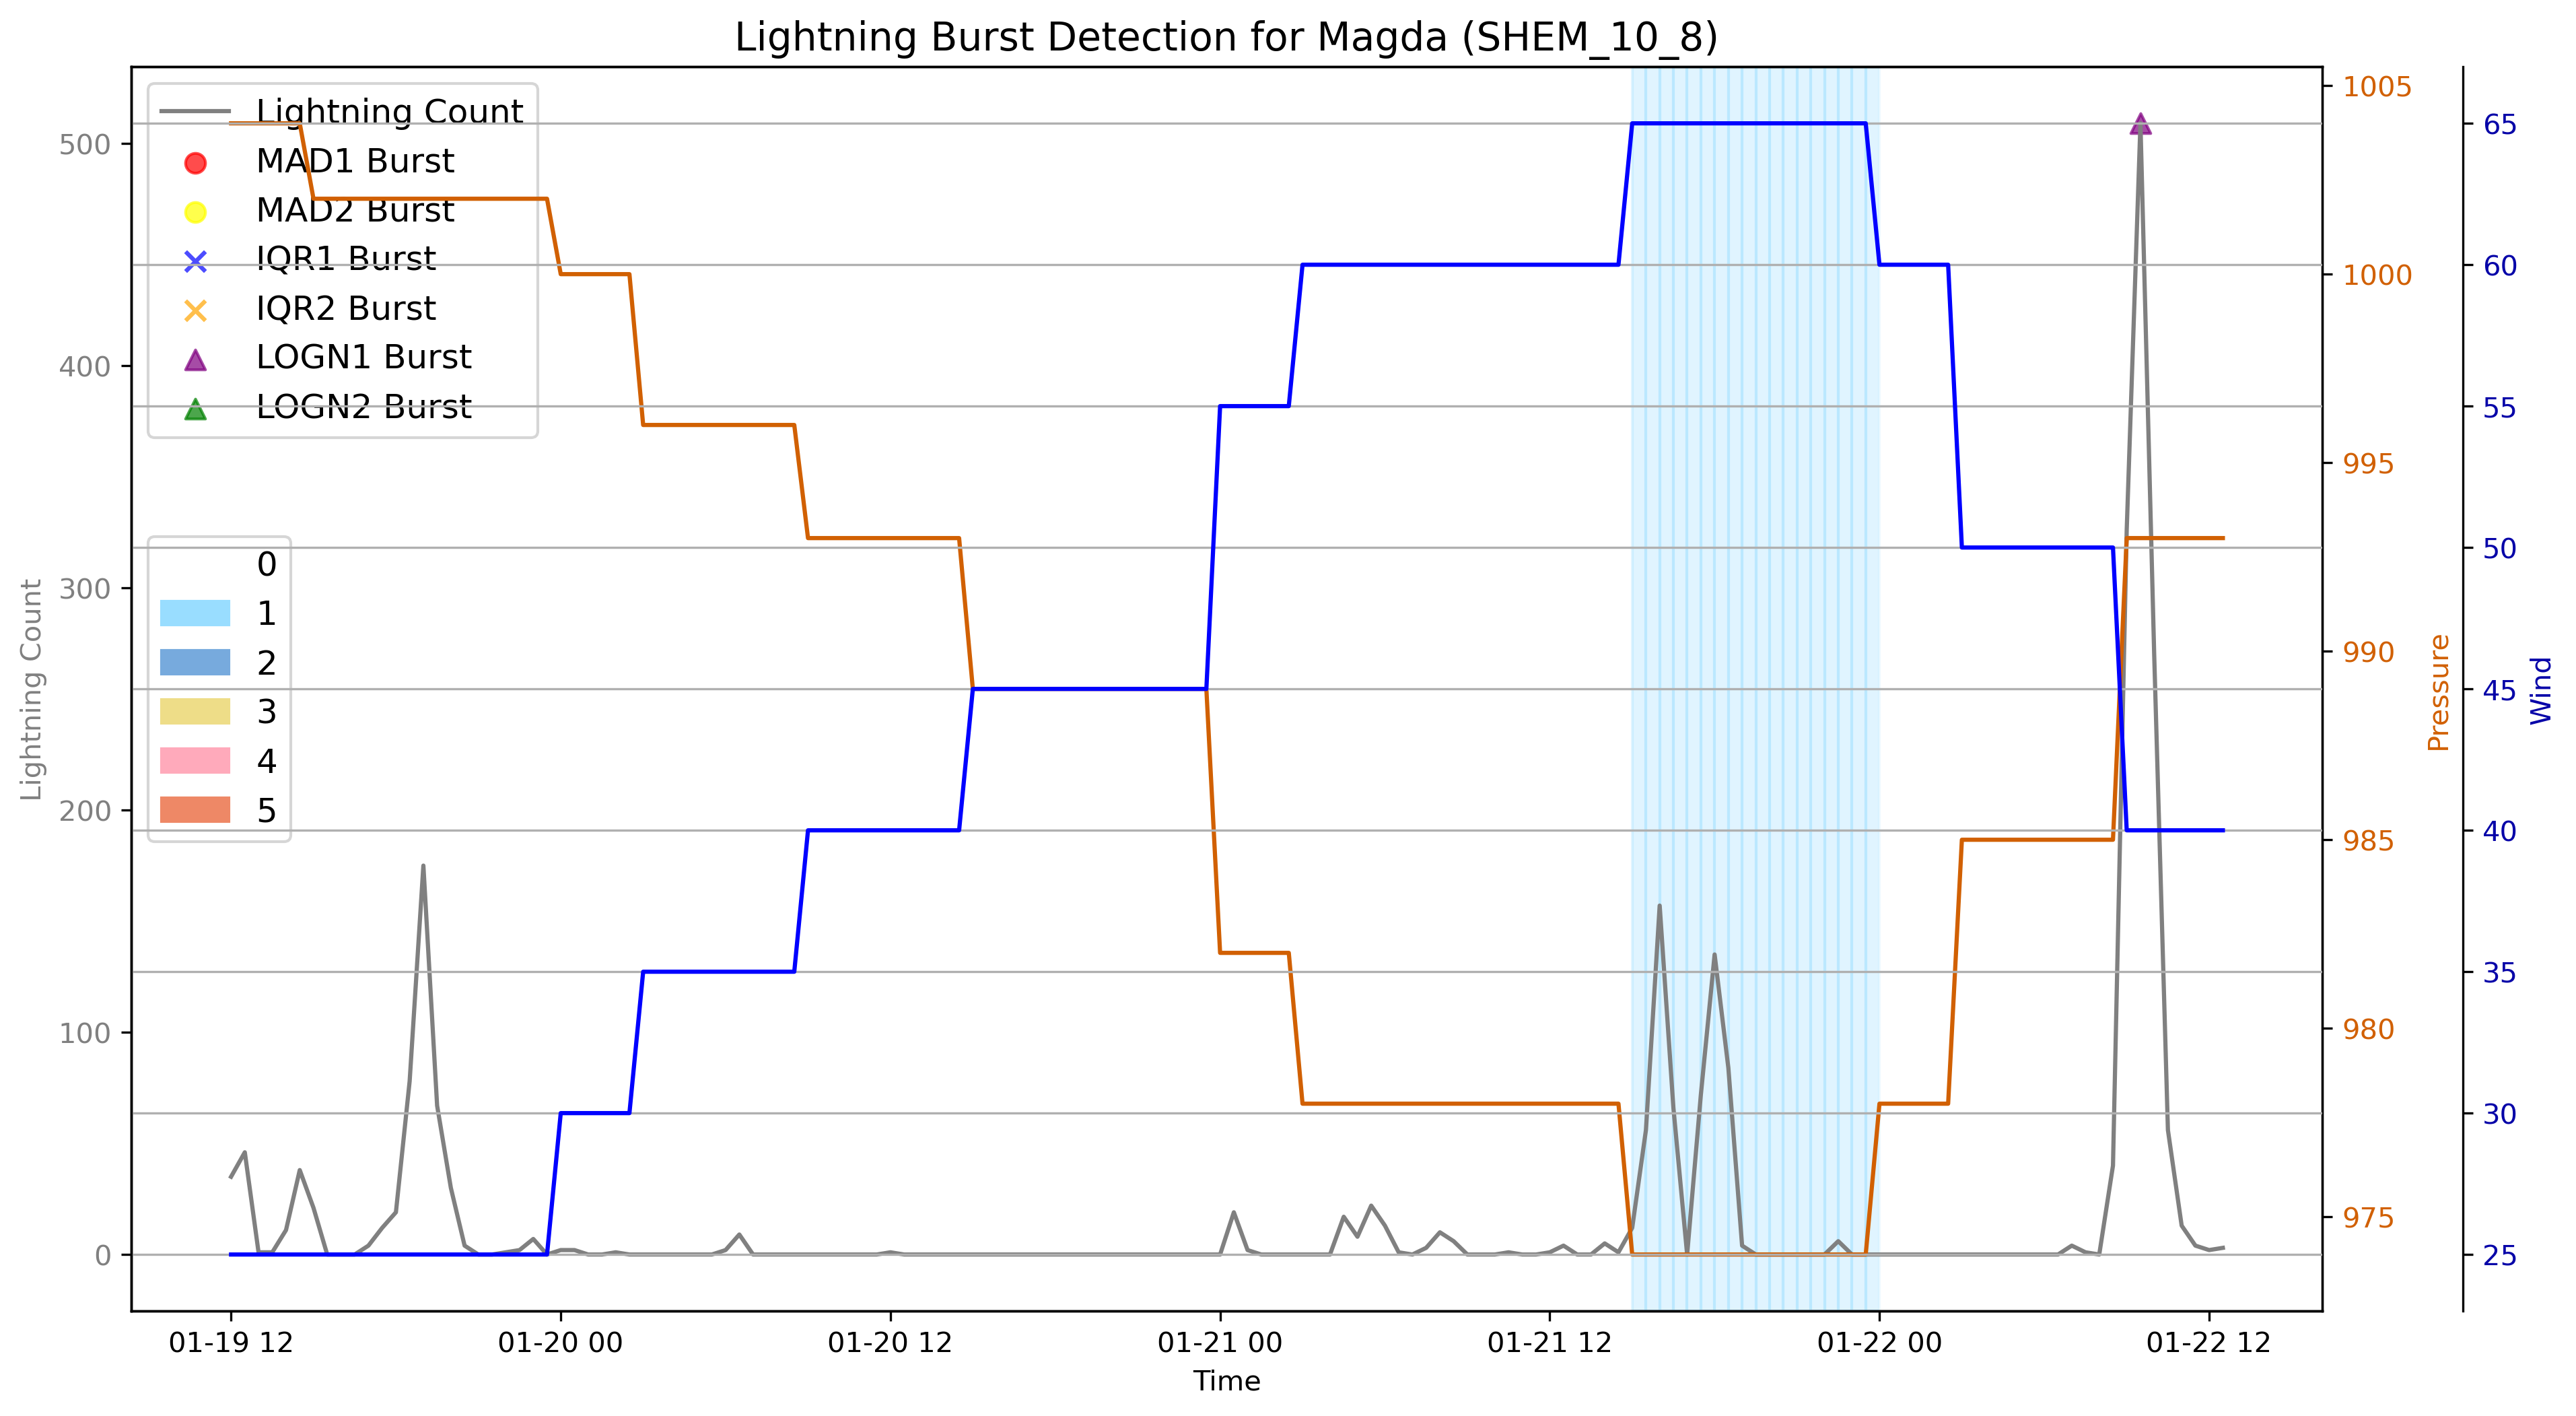 Lightning Burst Detection for Magda (SHEM_10_8)
Lightning Count
MAD1 Burst
MAD2 Burst
IQR1 Burst
IQR2 Burst
LOGN1 Burst
LOGN2 Burst
0
1
2
3
4
5
Lightning Count
500
400
300
200
100
0
1005
1000
995
990
985
980
975
Pressure
65
60
55
50
45
40
35
30
25
Wind
01-19 12
01-20 00
01-20 12
01-21 00
01-21 12
01-22 00
01-22 12
Time